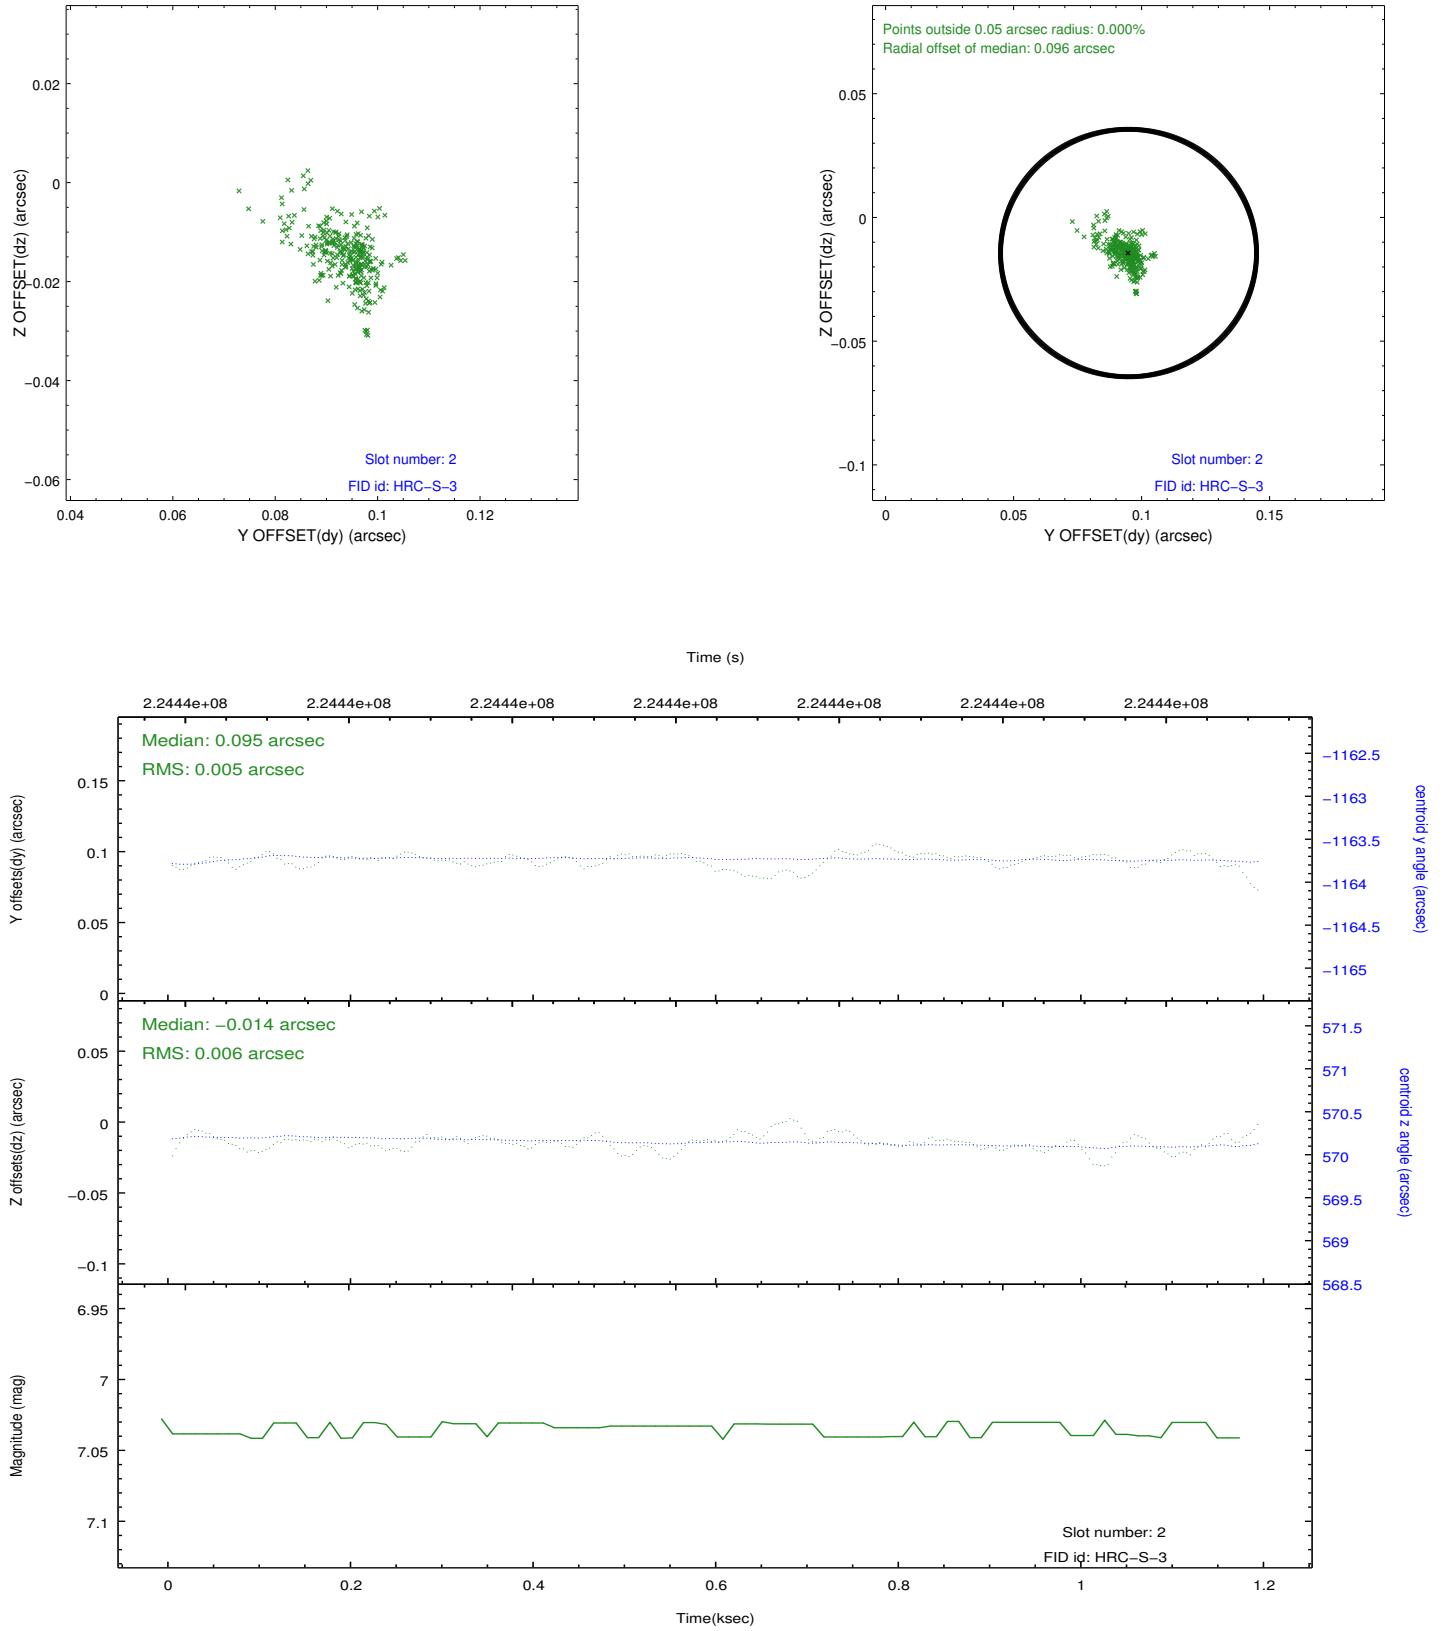 0.02
0
−0.02
−0.04
−0.06
Z OFFSET(dz) (arcsec)
Slot number: 2
FID id: HRC−S−3
0.04 0.06 0.08 0.1 0.12
Y OFFSET(dy) (arcsec)
Points outside 0.05 arcsec radius: 0.000%
Radial offset of median: 0.096 arcsec
0.05
0
−0.05
−0.1
Z OFFSET(dz) (arcsec)
Slot number: 2
FID id: HRC−S−3
0 0.05 0.1 0.15
Y OFFSET(dy) (arcsec)
Time (s)
2.2444e+08 2.2444e+08 2.2444e+08 2.2444e+08 2.2444e+08 2.2444e+08 2.2444e+08
Median: 0.095 arcsec
RMS: 0.005 arcsec
0.15
0.1
0.05
0
Y offsets(dy) (arcsec)
−1162.5
−1163
−1163.5
−1164
−1164.5
−1165
centroid y angle (arcsec)
Median: −0.014 arcsec
RMS: 0.006 arcsec
0.05
0
−0.05
−0.1
Z offsets(dz) (arcsec)
571.5
571
570.5
570
569.5
569
568.5
centroid z angle (arcsec)
6.95
7
7.05
7.1
Magnitude (mag)
Slot number: 2
FID id: HRC−S−3
0 0.2 0.4 0.6 0.8 1 1.2
Time(ksec)